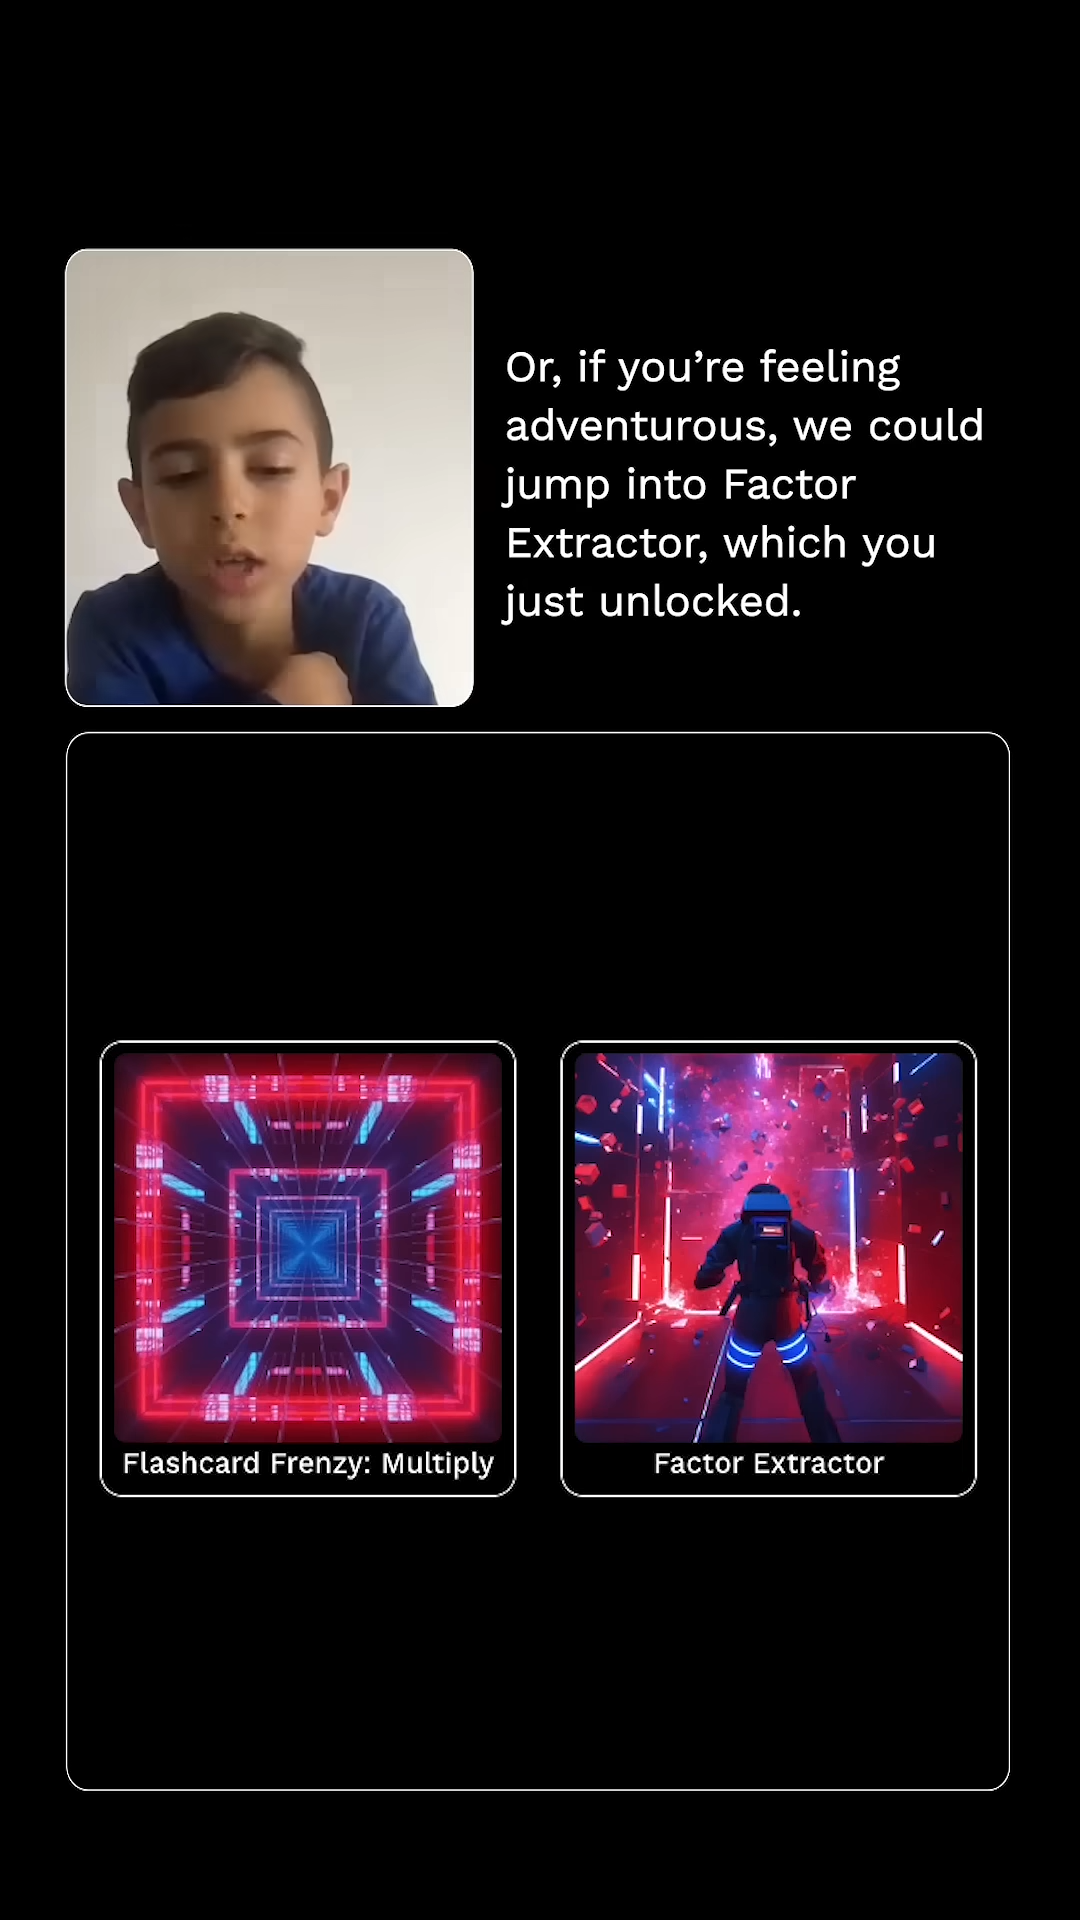 Or, if you’re feeling
adventurous, we could
jump into Factor
Extractor, which you
just unlocked.
Flashcard Frenzy: Multiply
Factor Extractor